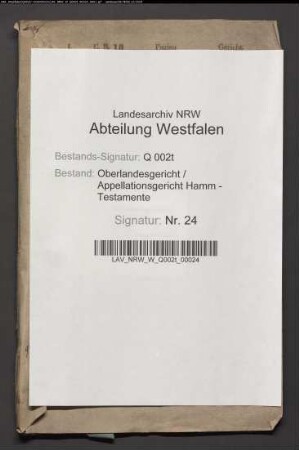 Landesarchiv NRW
Abteilung Westfalen
Bestands-Signatur: Q 002t
Bestand: Oberlandesgericht /
Appellationsgericht Hamm -
Testamente
Signatur: Nr. 24
LAV_NRW_W_Q002t_00024